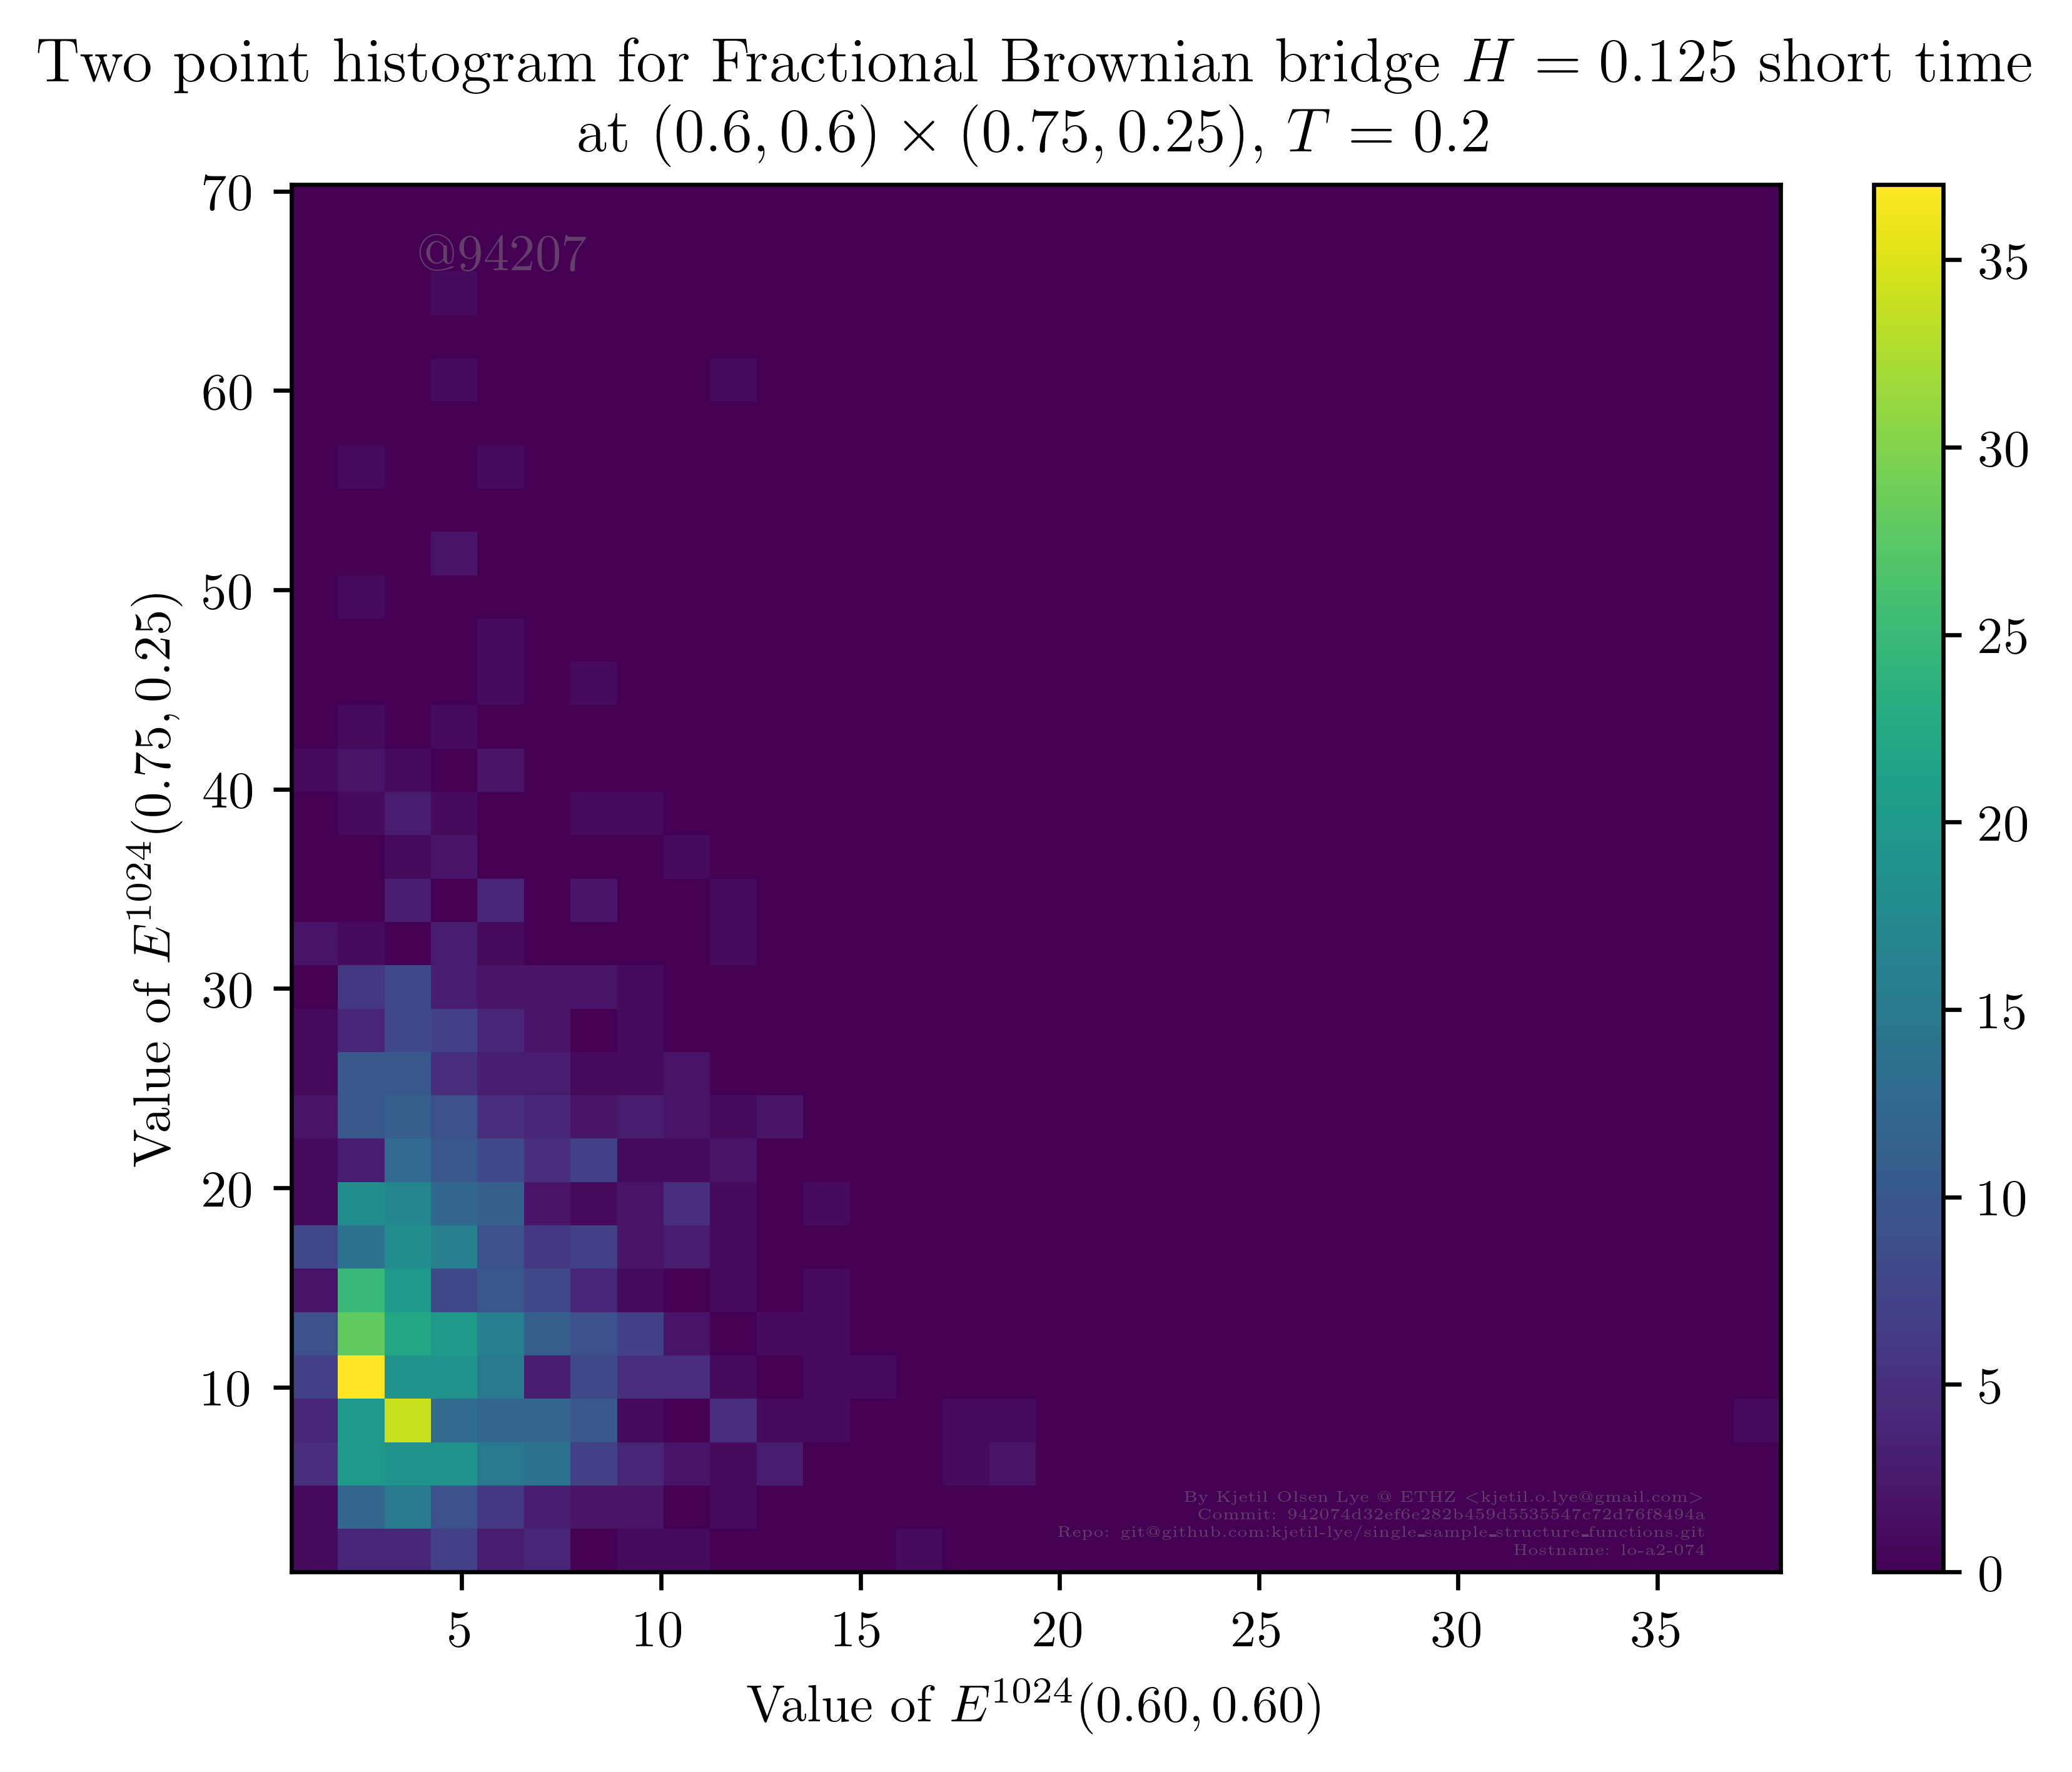 Two point histogram for Fractional Brownian bridge H = 0.125 short time
at (0.6, 0.6) × (0.75, 0.25), T = 0.2
@94207
70
60
50
40
30
20
10
Value of E^1024(0.75, 0.25)
5
10
15
20
25
30
35
Value of E^1024(0.60, 0.60)
35
30
25
20
15
10
5
0
By Kjetil Olsen Lye @ ETHZ <kjetil.o.lye@gmail.com>
Commit: 942074d32ef6e282b459d5535547c72d76f8494a
Repo: git@github.com:kjetil-lye/single_sample_structure_functions.git
Hostname: lo-a2-074